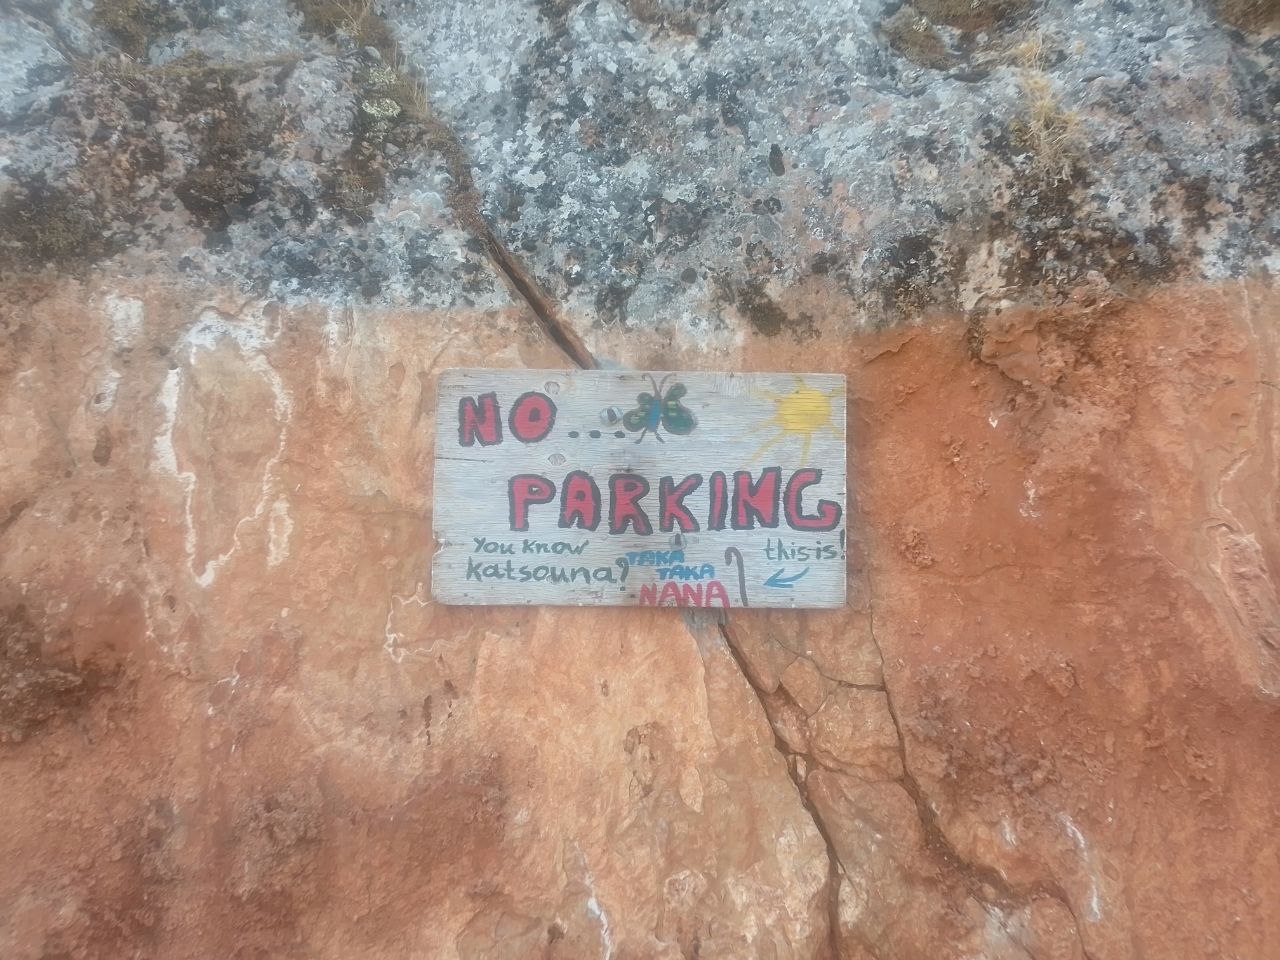 NO....
PARKING
You know
katsouna?
TAKA
TAKA
NANA
this is!